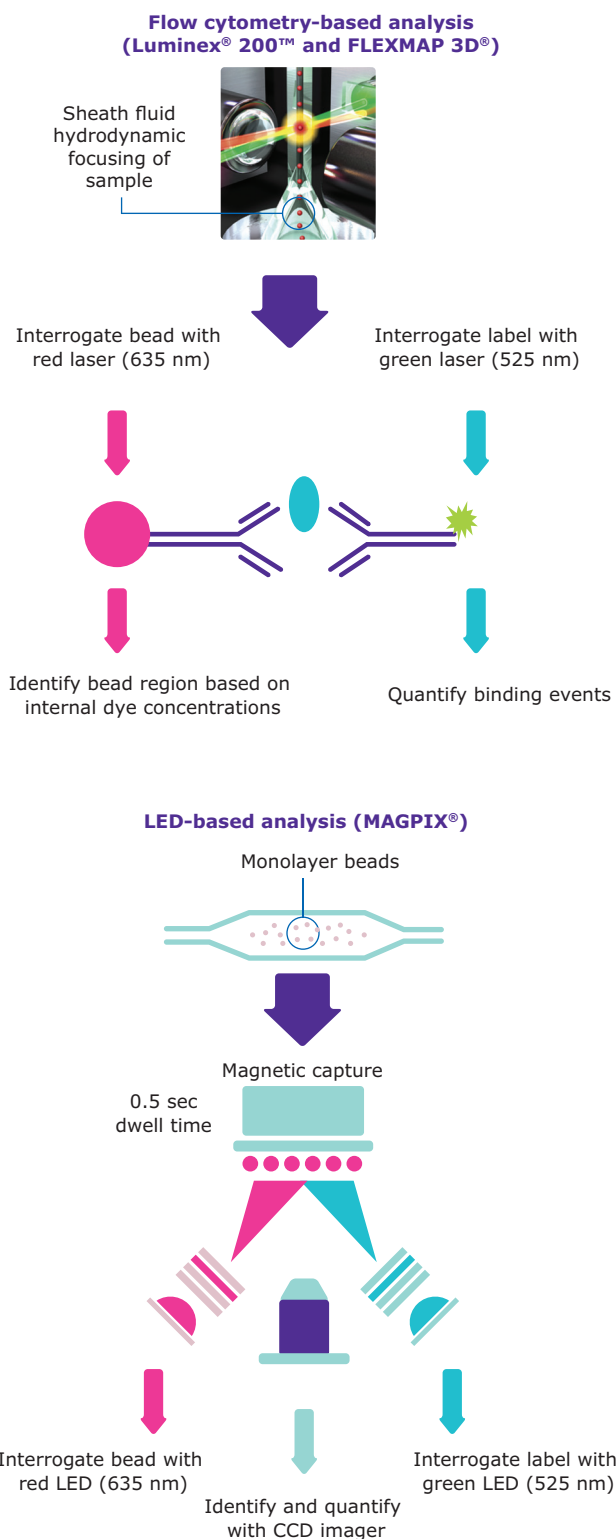 Flow cytometry-based analysis
(Luminex® 200™ and FLEXMAP 3D®)
Sheath fluid
hydrodynamic
focusing of
sample
Interrogate bead with
red laser (635 nm)
Interrogate label with
green laser (525 nm)
Identify bead region based on
internal dye concentrations
Quantify binding events
LED-based analysis (MAGPIX®)
Monolayer beads
Magnetic capture
0.5 sec
dwell time
Interrogate bead with
red LED (635 nm)
Interrogate label with
green LED (525 nm)
Identify and quantify
with CCD imager